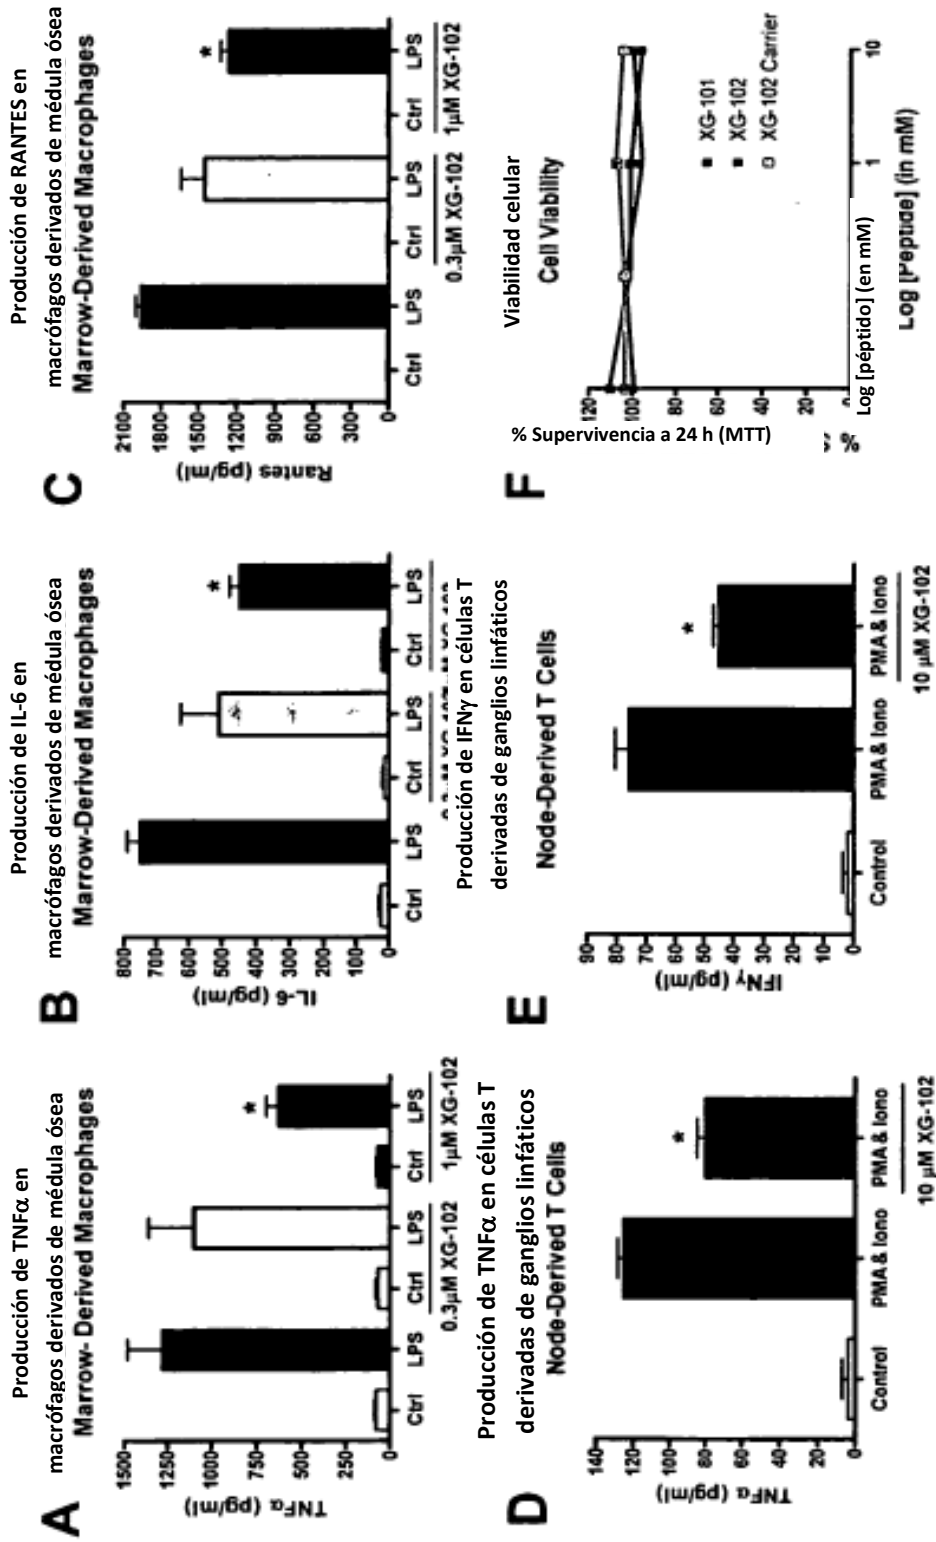 A
Producción de TNFα en
macrófagos derivados de médula ósea
Marrow- Derived Macrophages
TNFα (pg/ml)
1500
1250
1000
750
500
250
0
Ctrl
LPS
Ctrl
LPS
Ctrl
LPS
*
0.3μM XG-102
1μM XG-102
B
Producción de IL-6 en
macrófagos derivados de médula ósea
Marrow-Derived Macrophages
IL-6 (pg/ml)
800
700
600
500
400
300
200
100
0
Ctrl
LPS
Ctrl
LPS
Ctrl
LPS
*
C
Producción de RANTES en
macrófagos derivados de médula ósea
Marrow-Derived Macrophages
Rantes (pg/ml)
2100
1800
1500
1200
900
600
300
0
Ctrl
LPS
Ctrl
LPS
Ctrl
LPS
*
0.3μM XG-102
1μM XG-102
D
Producción de TNFα en células T
derivadas de ganglios linfáticos
Node-Derived T Cells
TNFα (pg/ml)
140
120
100
80
60
40
20
0
Control
PMA& Iono
PMA& Iono
*
10 μM XG-102
E
Producción de IFNγ en células T
derivadas de ganglios linfáticos
Node-Derived T Cells
IFNγ (pg/ml)
90
80
70
60
50
40
30
20
10
0
Control
PMA& Iono
PMA& Iono
*
10 μM XG-102
F
Viabilidad celular
Cell Viability
% Supervivencia a 24 h (MTT)
%
120
100
80
60
40
20
0
XG-101
XG-102
XG-102 Carrier
1
10
Log [péptido] (en mM)
Log [Peptide] (in mM)